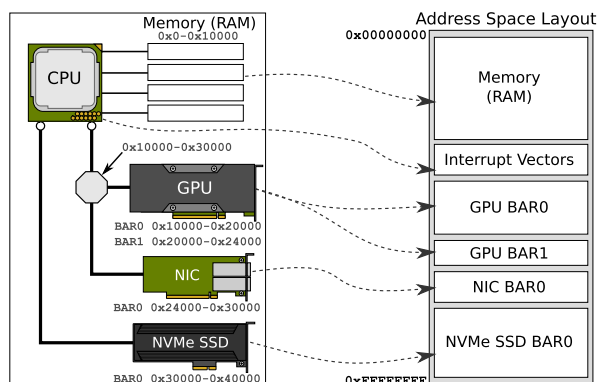 Memory (RAM)
0x0-0x10000
CPU
0x10000-0x30000
GPU
BAR0 0x10000-0x20000
BAR1 0x20000-0x24000
NIC
BAR0 0x24000-0x30000
NVMe SSD
BAR0 0x30000-0x40000
Address Space Layout
0x00000000
Memory
(RAM)
Interrupt Vectors
GPU BAR0
GPU BAR1
NIC BAR0
NVMe SSD BAR0
0xFFFFFFFF